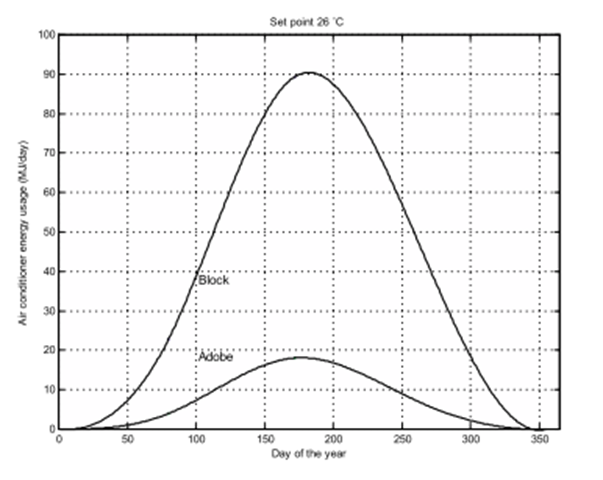 Set point 26 °C
100
90
80
70
60
50
40
30
20
10
0
Air conditioner energy usage (MJ/day)
Block
Adobe
0 50 100 150 200 250 300 350
Day of the year